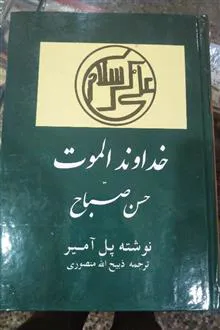 خداوند الموت
حسن صباح
نوشته پل آمیر
ترجمه ذبیح الله منصوری